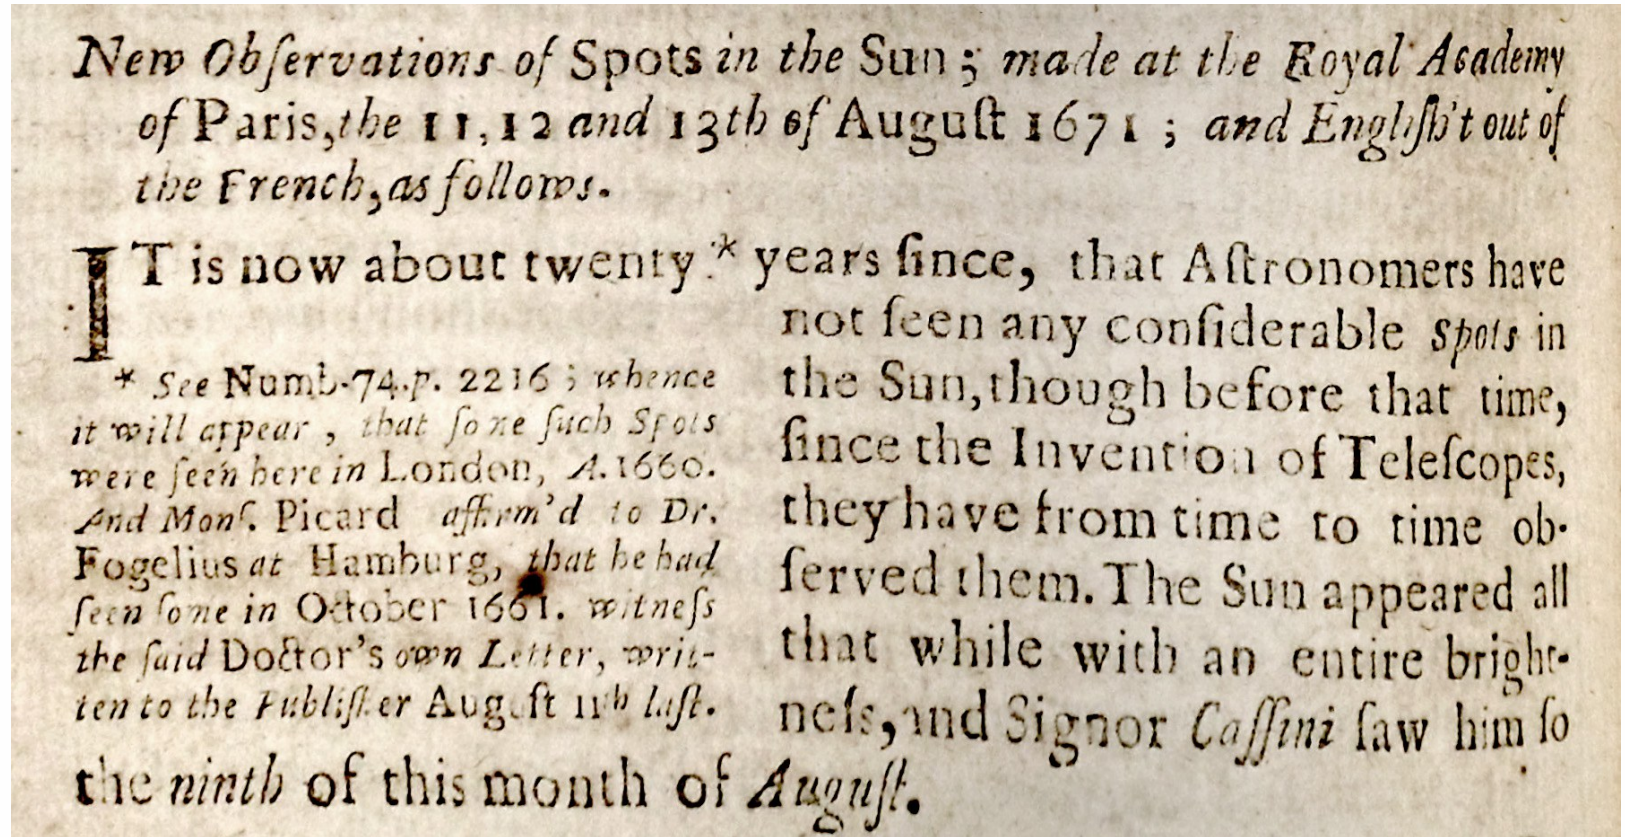 New Obſervations of Spots in the Sun; made at the Royal Academy
of Paris, the 11, 12 and 13th of Auguſt 1671; and Engliſh't out of
the French, as follows.
IT is now about twenty * years ſince, that Aſtronomers have
not ſeen any conſiderable Spots in
the Sun, though before that time,
ſince the Invention of Teleſcopes,
they have from time to time ob-
ſerved them. The Sun appeared all
that while with an entire bright-
neſs, and Signor Caſſini ſaw him ſo
the ninth of this month of Auguſt.
* See Numb. 74. p. 2216; whence
it will appear, that ſome ſuch Spots
were ſeen here in London, A. 1660.
And Monſ. Picard affirm'd to Dr.
Fogelius at Hamburg, that he had
ſeen ſome in October 1661. witneſs
the ſaid Doctor's own Letter, writ-
ten to the Publiſher Auguſt 11th laſt.